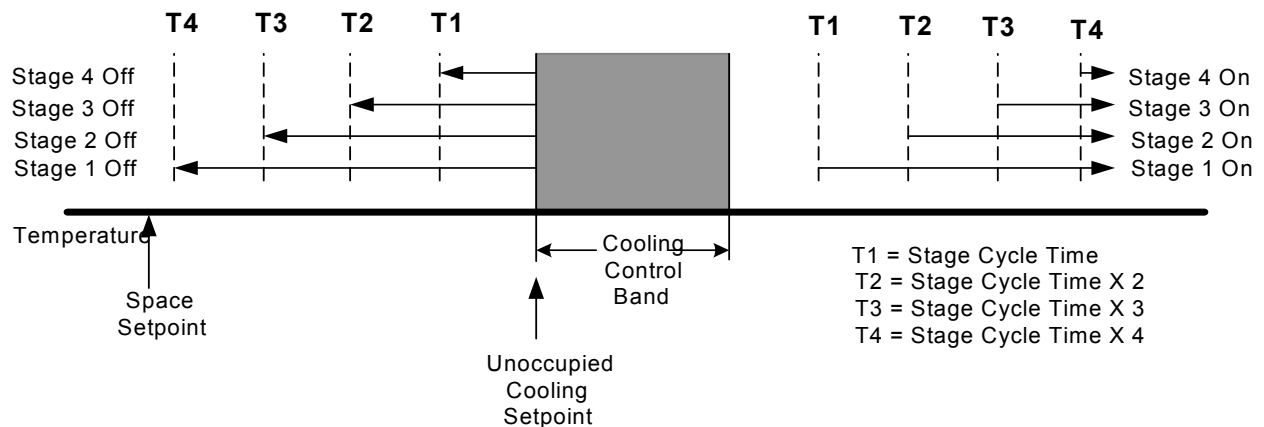 T4 T3 T2 T1 T1 T2 T3 T4
Stage 4 Off
Stage 3 Off
Stage 2 Off
Stage 1 Off
Stage 4 On
Stage 3 On
Stage 2 On
Stage 1 On
Temperature
Space
Setpoint
Cooling
Control
Band
Unoccupied
Cooling
Setpoint
T1 = Stage Cycle Time
T2 = Stage Cycle Time X 2
T3 = Stage Cycle Time X 3
T4 = Stage Cycle Time X 4